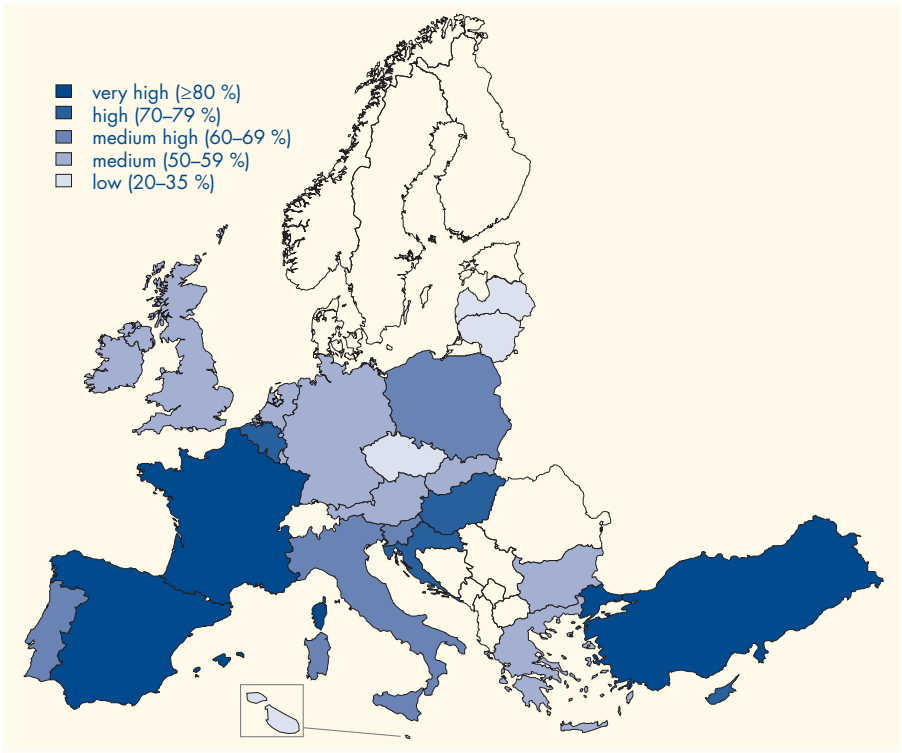 very high (≥80 %)
high (70–79 %)
medium high (60–69 %)
medium (50–59 %)
low (20–35 %)